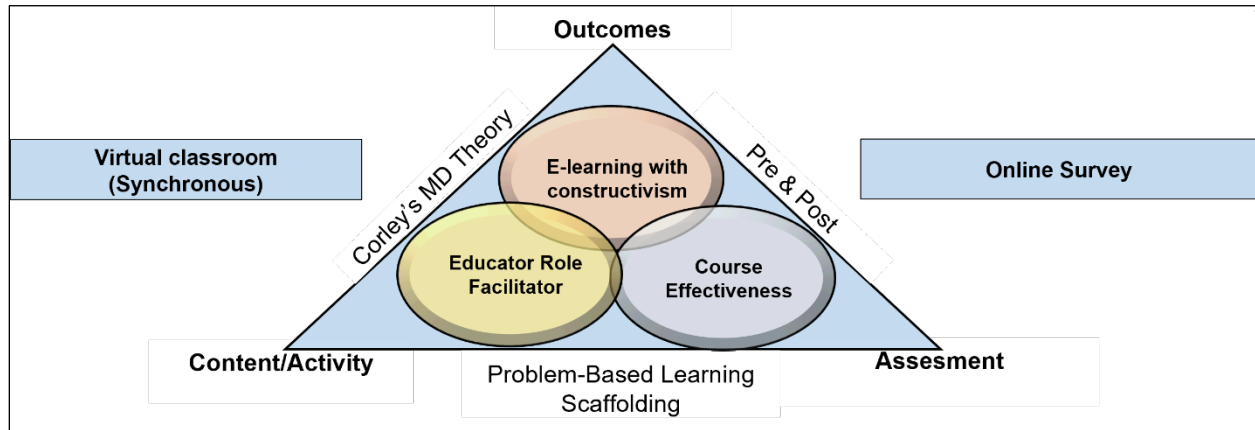 Outcomes
Virtual classroom
(Synchronous)
Corley's MD Theory
E-learning with
constructivism
Pre & Post
Online Survey
Educator Role
Facilitator
Course
Effectiveness
Content/Activity
Problem-Based Learning
Scaffolding
Assesment